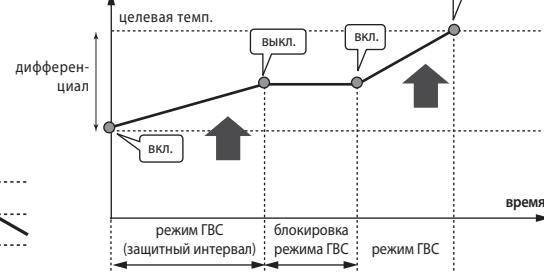 целевая темп.
выкл.
вкл.
дифферен-
циал
вкл.
время
режим ГВС
(защитный интервал)
блокировка
режима ГВС
режим ГВС